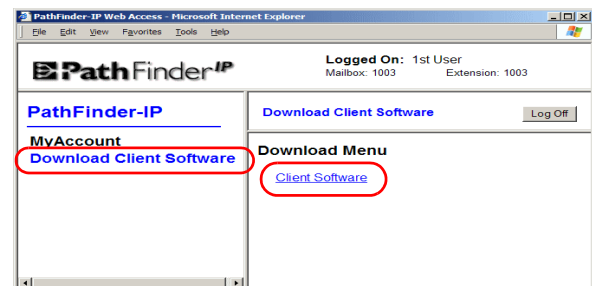 PathFinder-IP Web Access - Microsoft Internet Explorer
File Edit View Favorites Tools Help
PathFinder IP
Logged On: 1st User
Mailbox: 1003 Extension: 1003
PathFinder-IP
MyAccount
Download Client Software
Download Client Software
Log Off
Download Menu
Client Software